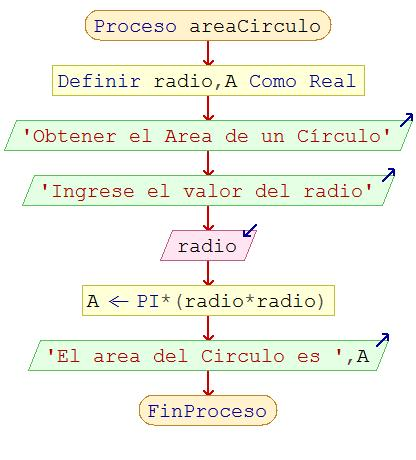 Proceso areaCirculo
Definir radio,A Como Real
'Obtener el Area de un Círculo'
'Ingrese el valor del radio'
radio
A ← PI*(radio*radio)
'El area del Circulo es ',A
FinProceso